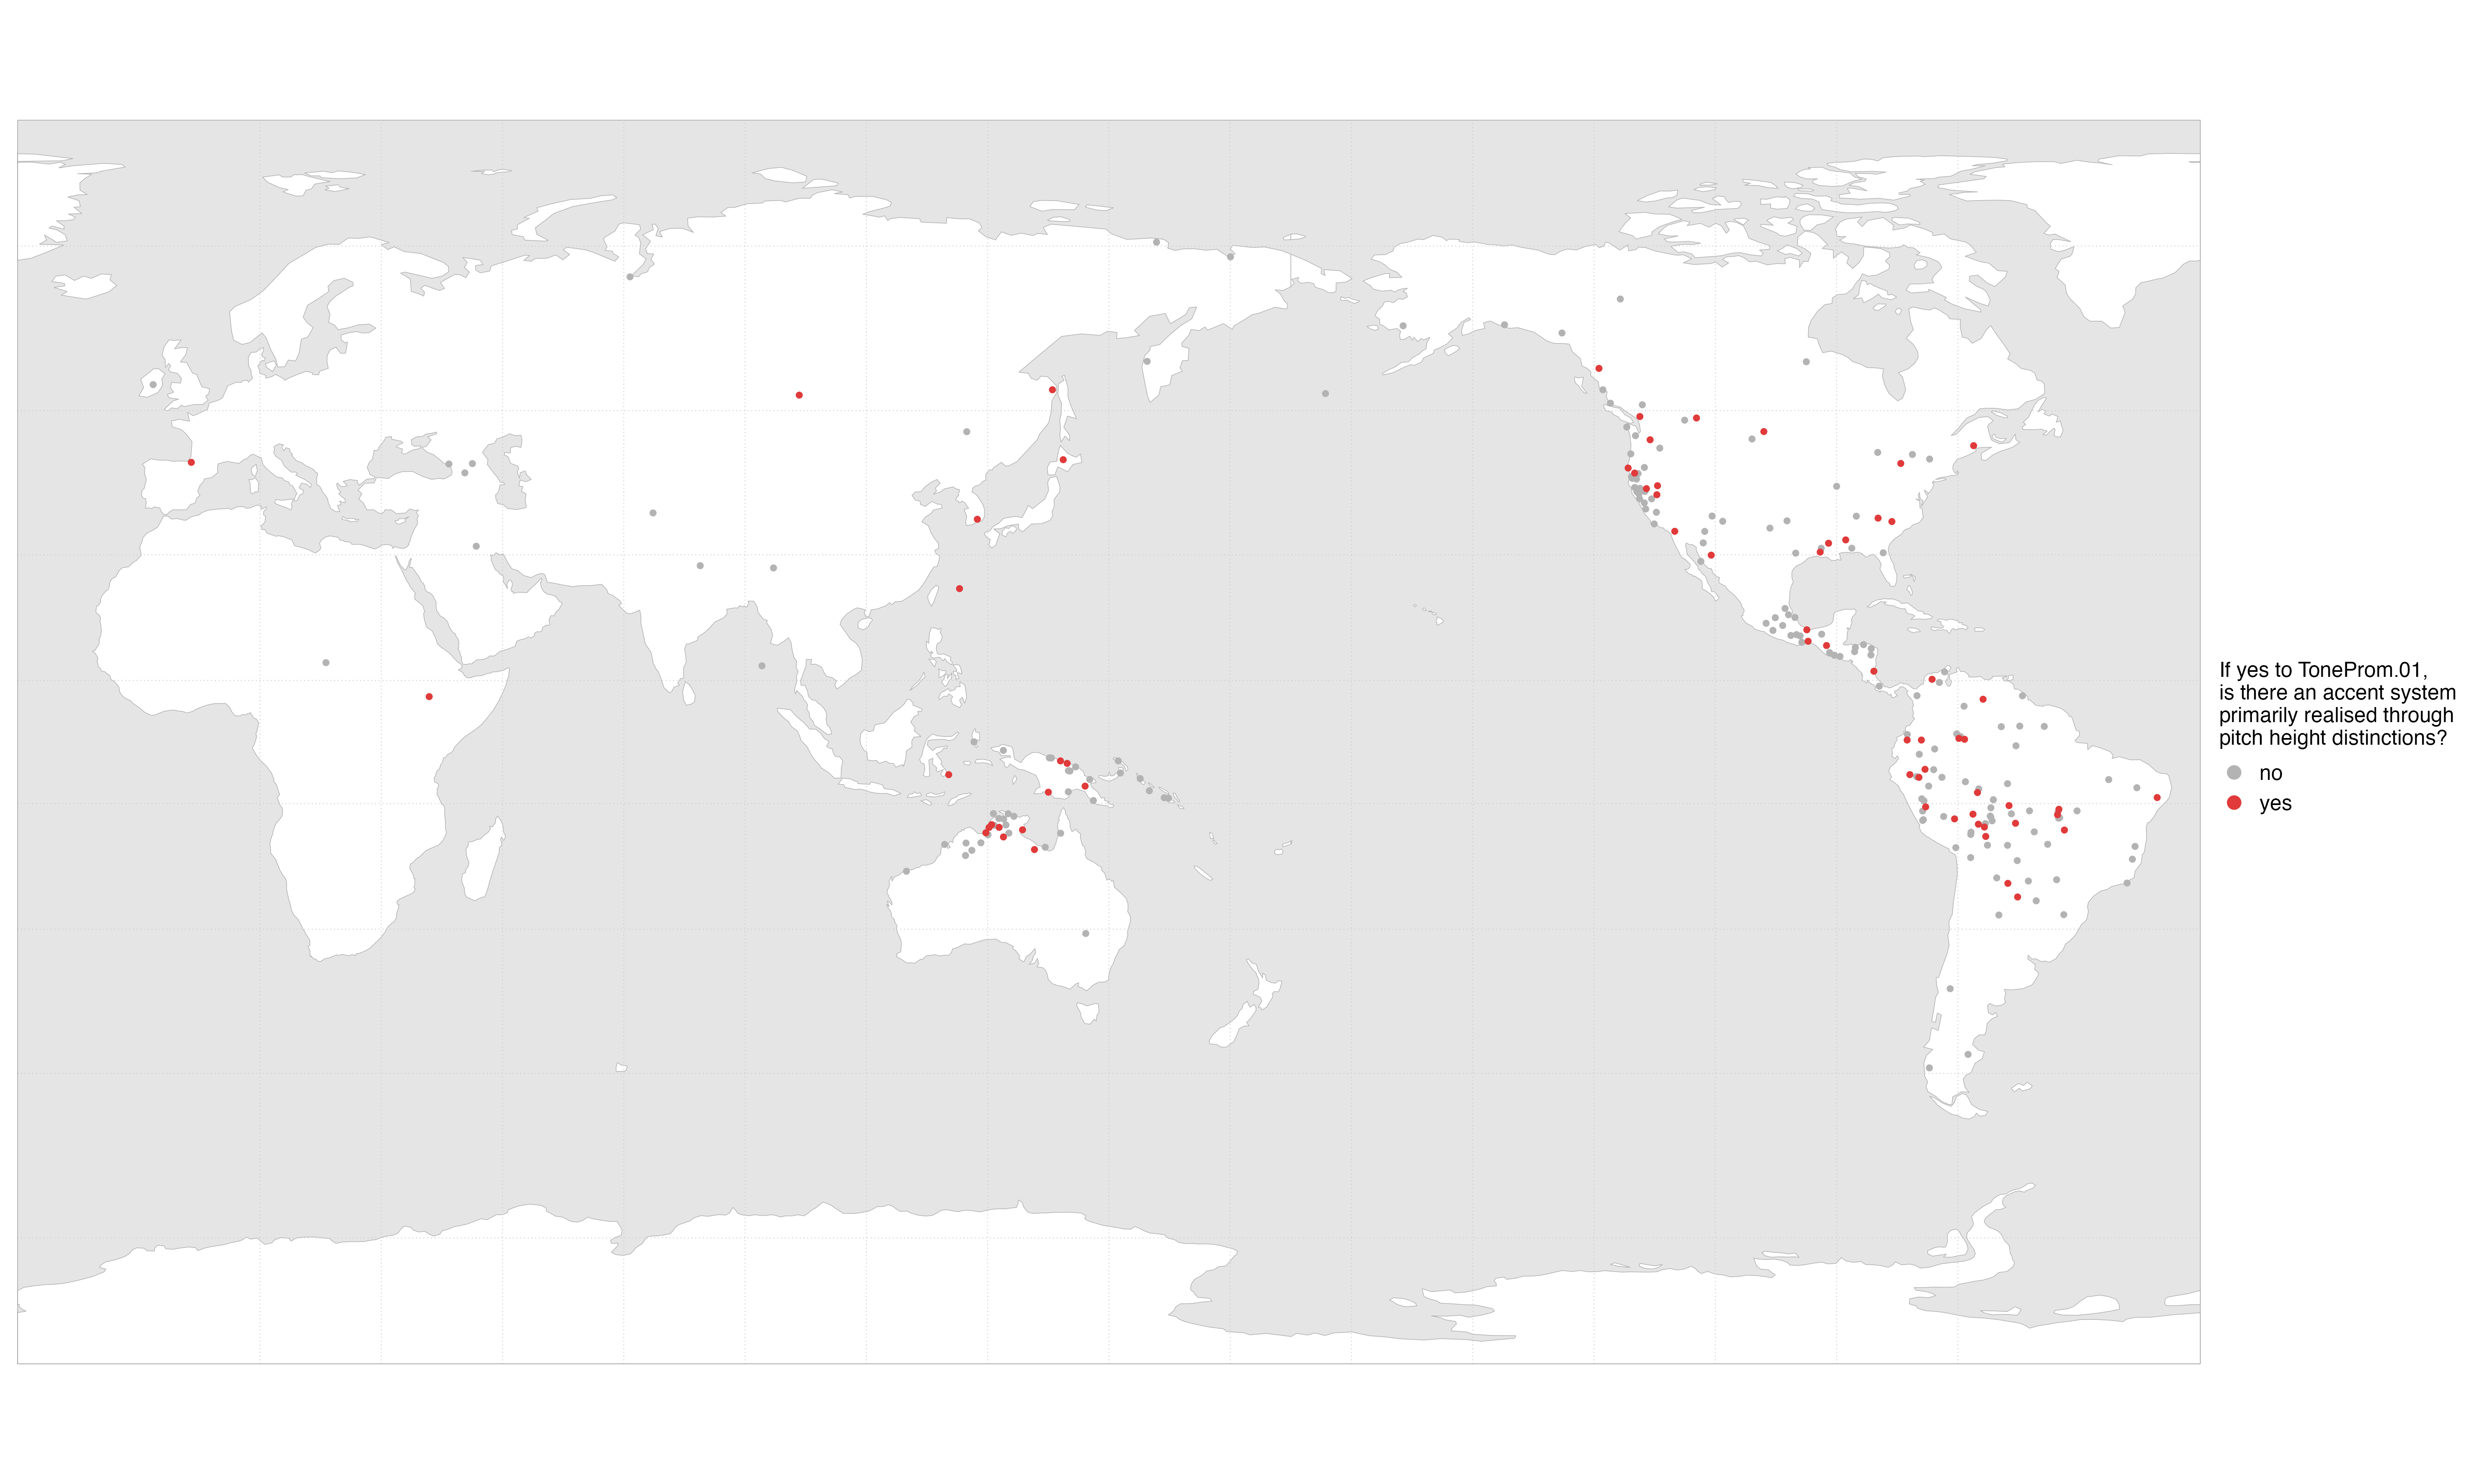 If yes to ToneProm.01,
is there an accent system
primarily realised through
pitch height distinctions?
no
yes